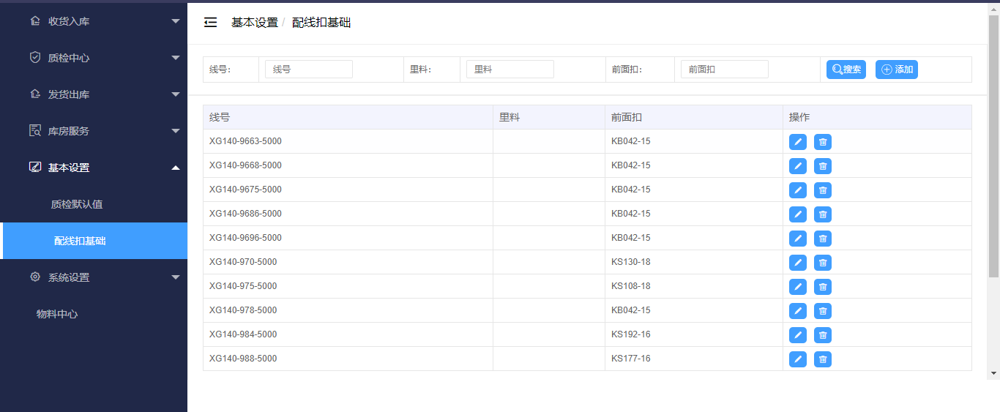 收货入库
质检中心
发货出库
库房服务
基本设置
质检默认值
配线扣基础
系统设置
物料中心
基本设置 / 配线扣基础
线号: 线号 里料: 里料 前面扣: 前面扣 搜索 添加
线号 里料 前面扣 操作
XG140-9663-5000 KB042-15
XG140-9668-5000 KB042-15
XG140-9675-5000 KB042-15
XG140-9686-5000 KB042-15
XG140-9696-5000 KB042-15
XG140-970-5000 KS130-18
XG140-975-5000 KS108-18
XG140-978-5000 KB042-15
XG140-984-5000 KS192-16
XG140-988-5000 KS177-16